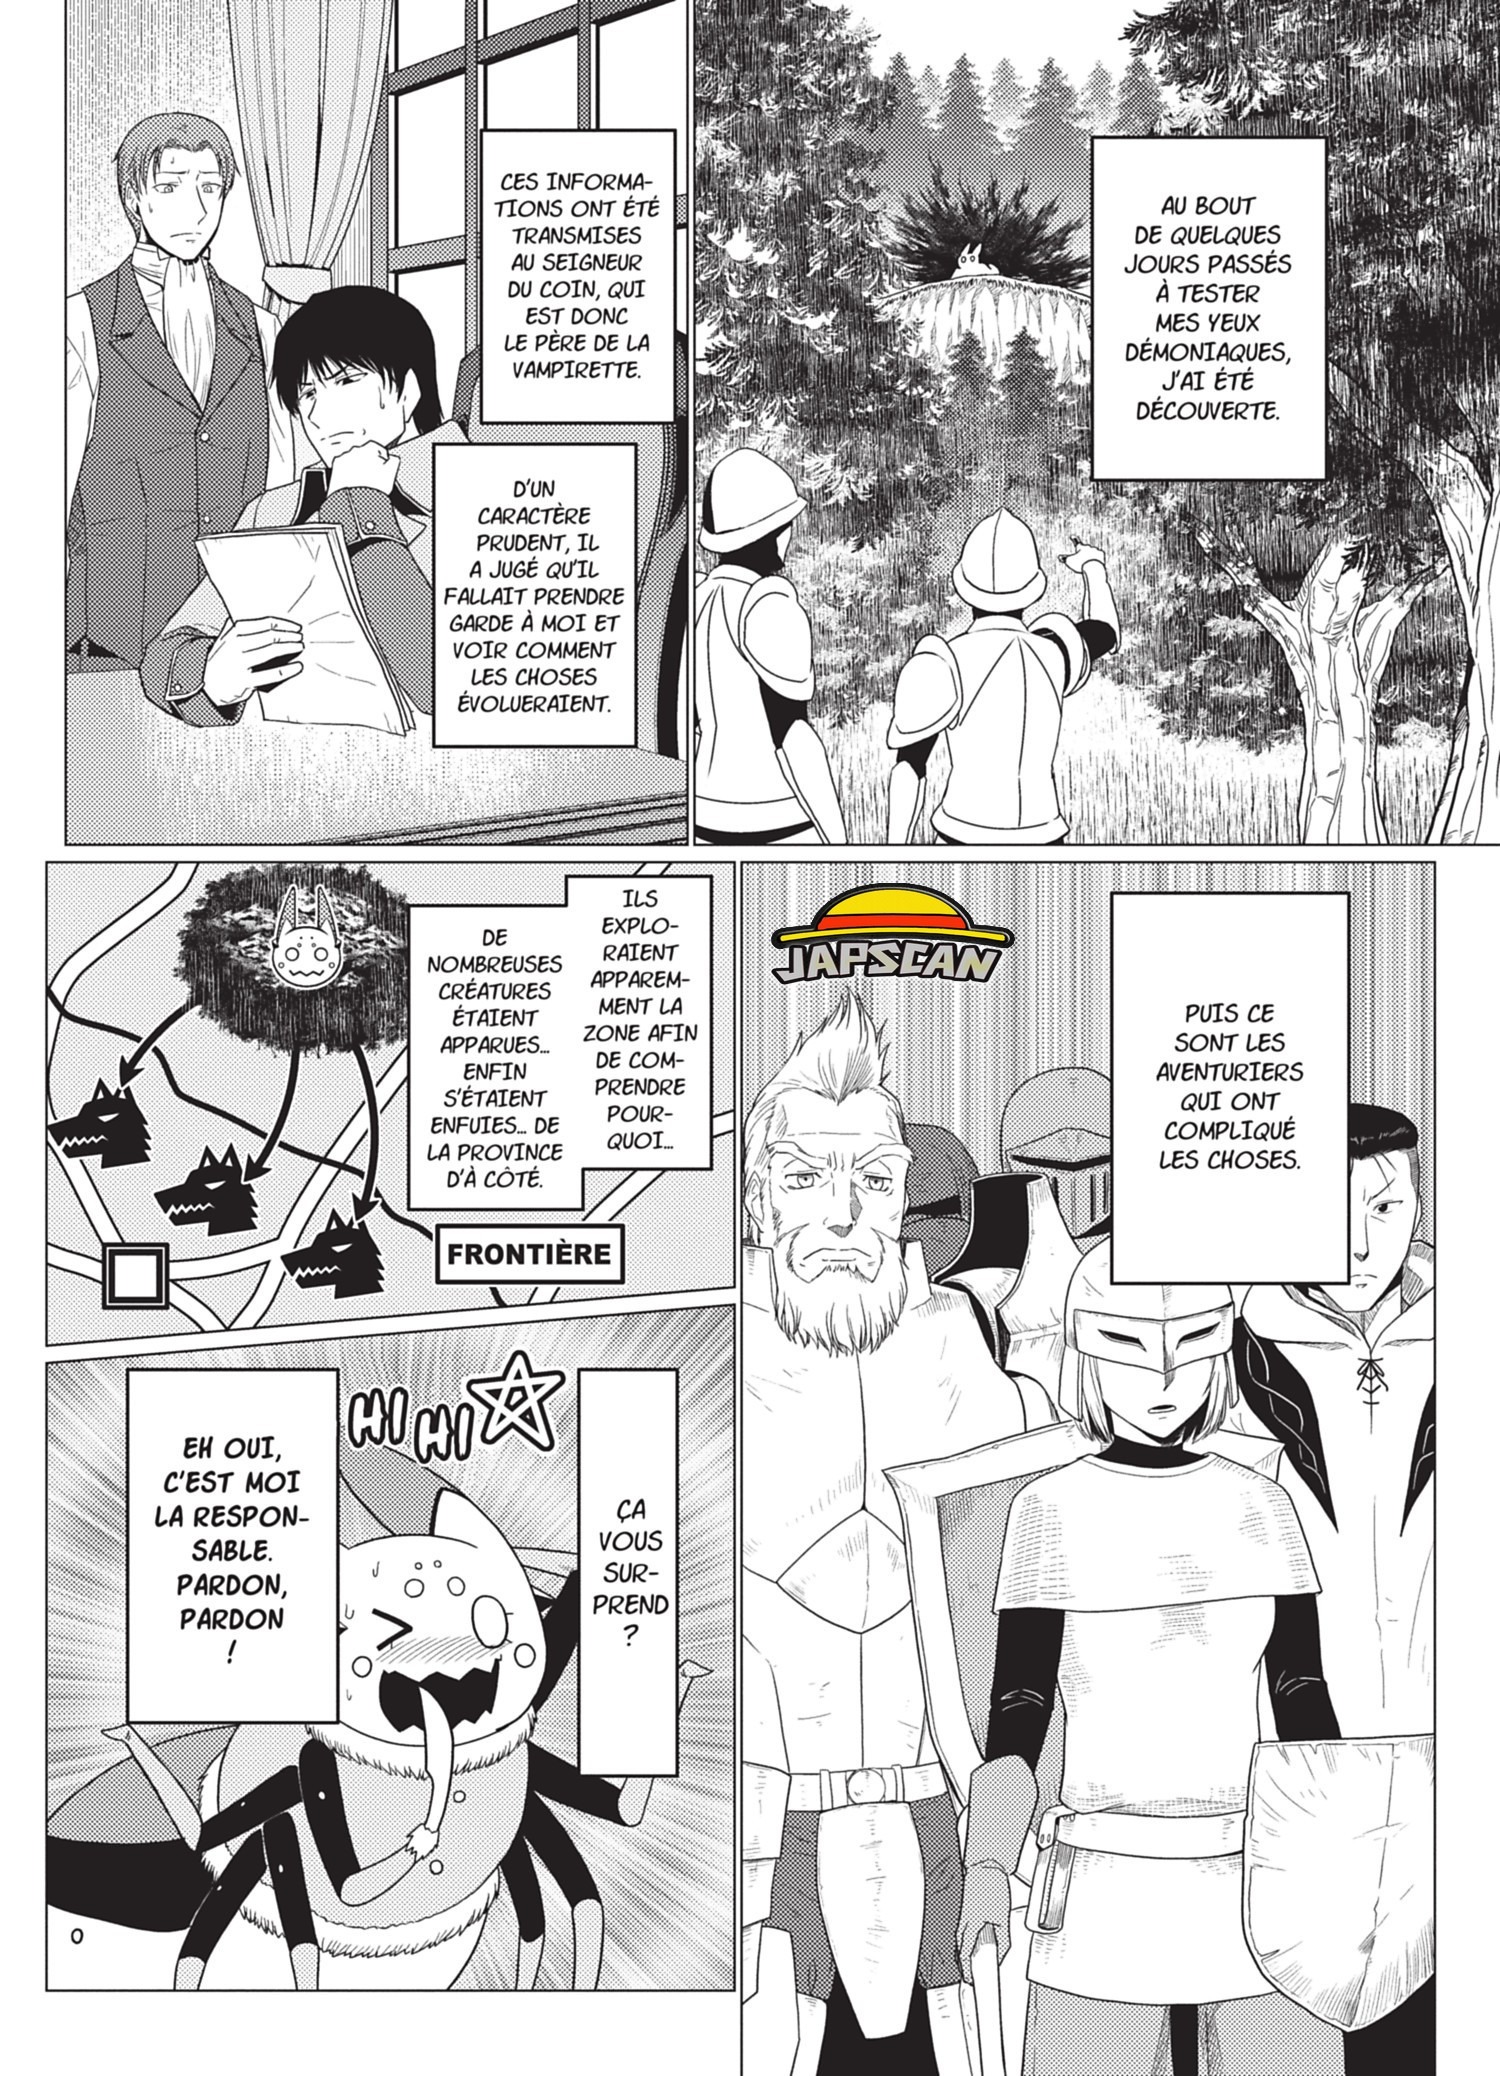 AU BOUT
DE QUELQUES
JOURS PASSÉS
À TESTER
MES YEUX
DÉMONIAQUES,
J'AI ÉTÉ
DÉCOUVERTE.
CES INFORMA-
TIONS ONT ÉTÉ
TRANSMISES
AU SEIGNEUR
DU COIN, QUI
EST DONC
LE PÈRE DE LA
VAMPIRETTE.
D'UN
CARACTÈRE
PRUDENT, IL
A JUGÉ QU'IL
FALLAIT PRENDRE
GARDE À MOI ET
VOIR COMMENT
LES CHOSES
ÉVOLUERAIENT.
JAPSCAN
PUIS CE
SONT LES
AVENTURIERS
QUI ONT
COMPLIQUÉ
LES CHOSES.
ILS
EXPLO-
RAIENT
APPAREM-
MENT LA
ZONE AFIN
DE COM-
PRENDRE
POUR-
QUOI...
DE
NOMBREUSES
CRÉATURES
ÉTAIENT
APPARUES...
ENFIN
S'ÉTAIENT
ENFUIES... DE
LA PROVINCE
D'À CÔTÉ.
FRONTIÈRE
ÇA
VOUS
SUR-
PREND
?
HI HI
EH OUI,
C'EST MOI
LA RESPON-
SABLE.
PARDON,
PARDON
!
0